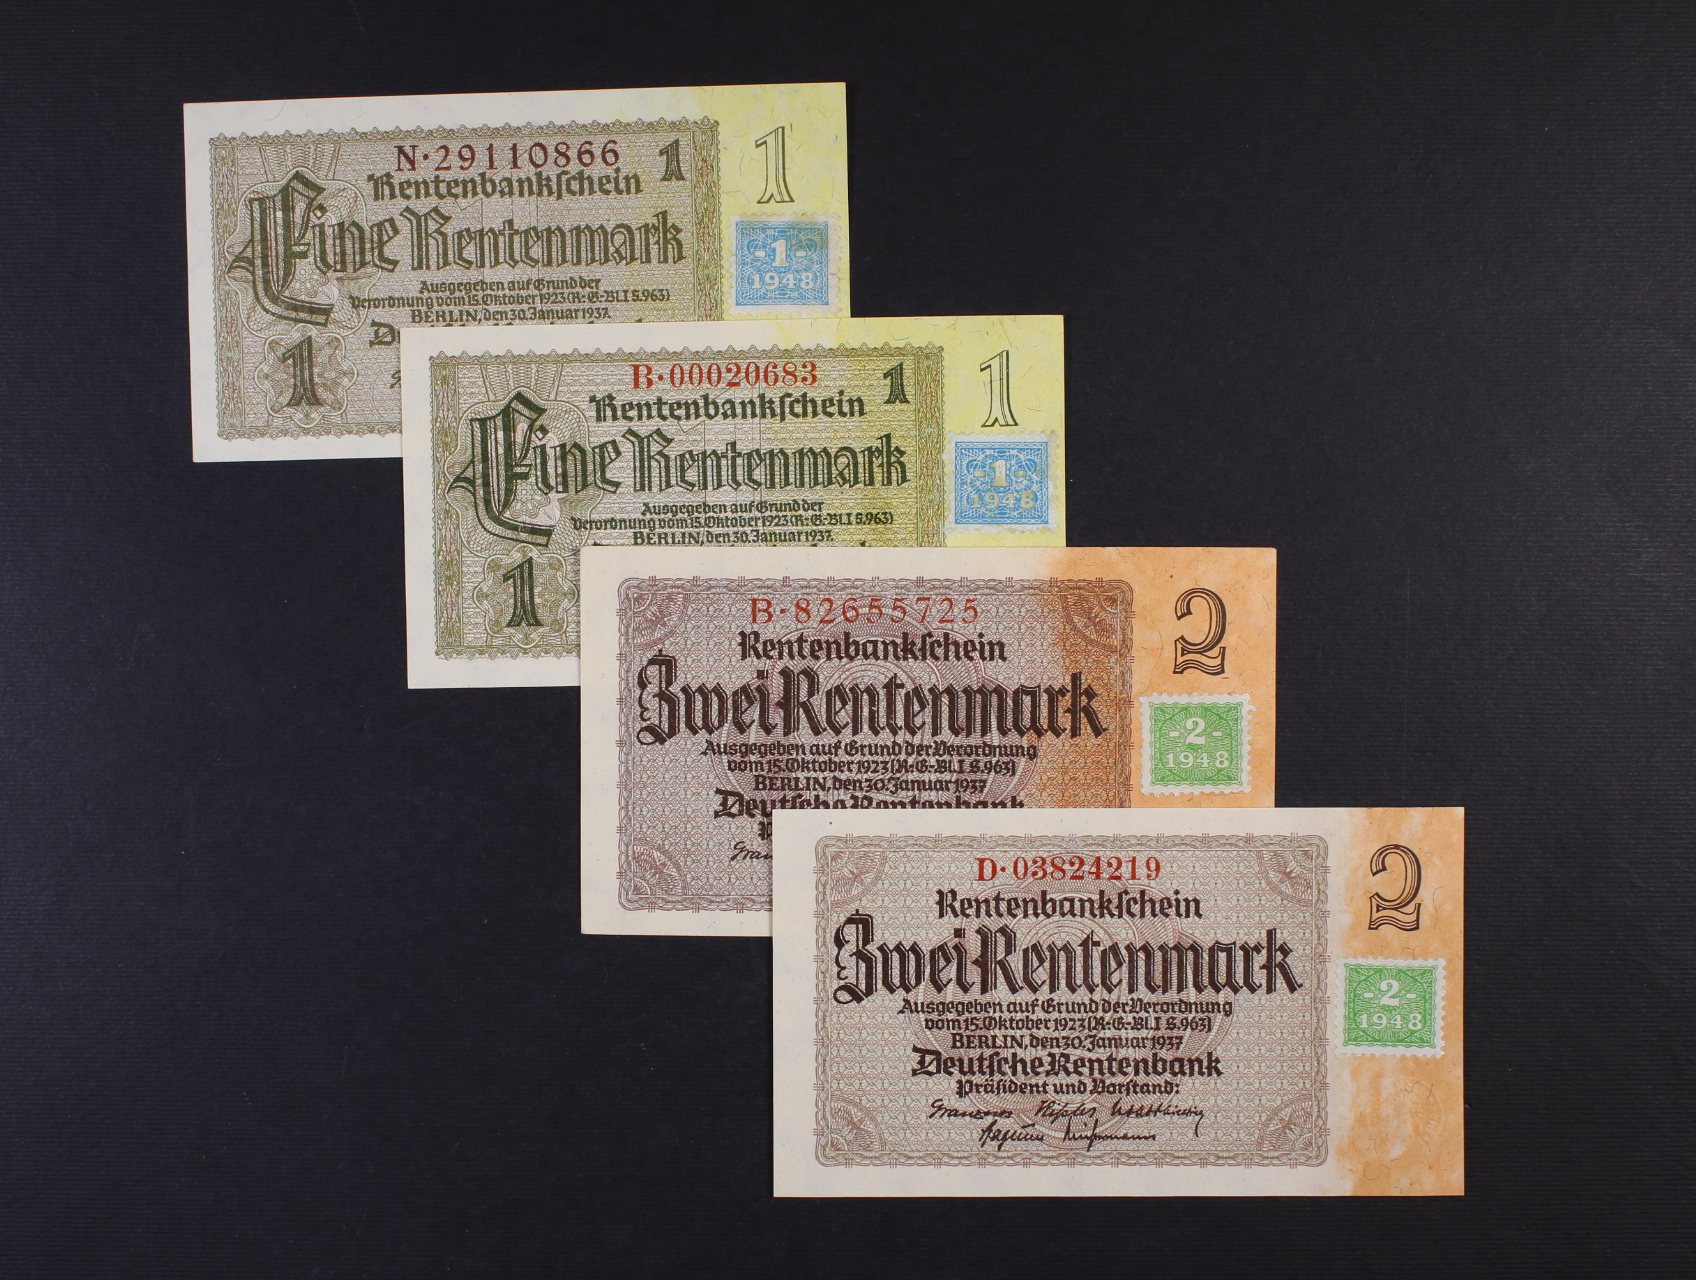 N·29110866
Rentenbankschein
1
Eine Rentenmark
Ausgegeben auf Grund der
Verordnung vom 15. Oktober 1923 (R.-G.-Bl. I S. 963)
BERLIN, den 30. Januar 1937.
1
1
-1-
1948
B·00020683
Rentenbankschein
1
Eine Rentenmark
Ausgegeben auf Grund der
Verordnung vom 15. Oktober 1923 (R.-G.-Bl. I S. 963)
BERLIN, den 30. Januar 1937.
1
1
-1-
1948
B·82655725
Rentenbankschein
Zwei Rentenmark
Ausgegeben auf Grund der Verordnung
vom 15. Oktober 1923 (R.-G.-Bl. I S. 963)
BERLIN, den 30. Januar 1937
Deutsche Rentenbank
2
-2-
1948
D·03824219
Rentenbankschein
Zwei Rentenmark
Ausgegeben auf Grund der Verordnung
vom 15. Oktober 1923 (R.-G.-Bl. I S. 963)
BERLIN, den 30. Januar 1937
Deutsche Rentenbank
Präsident und Vorstand:
2
-2-
1948